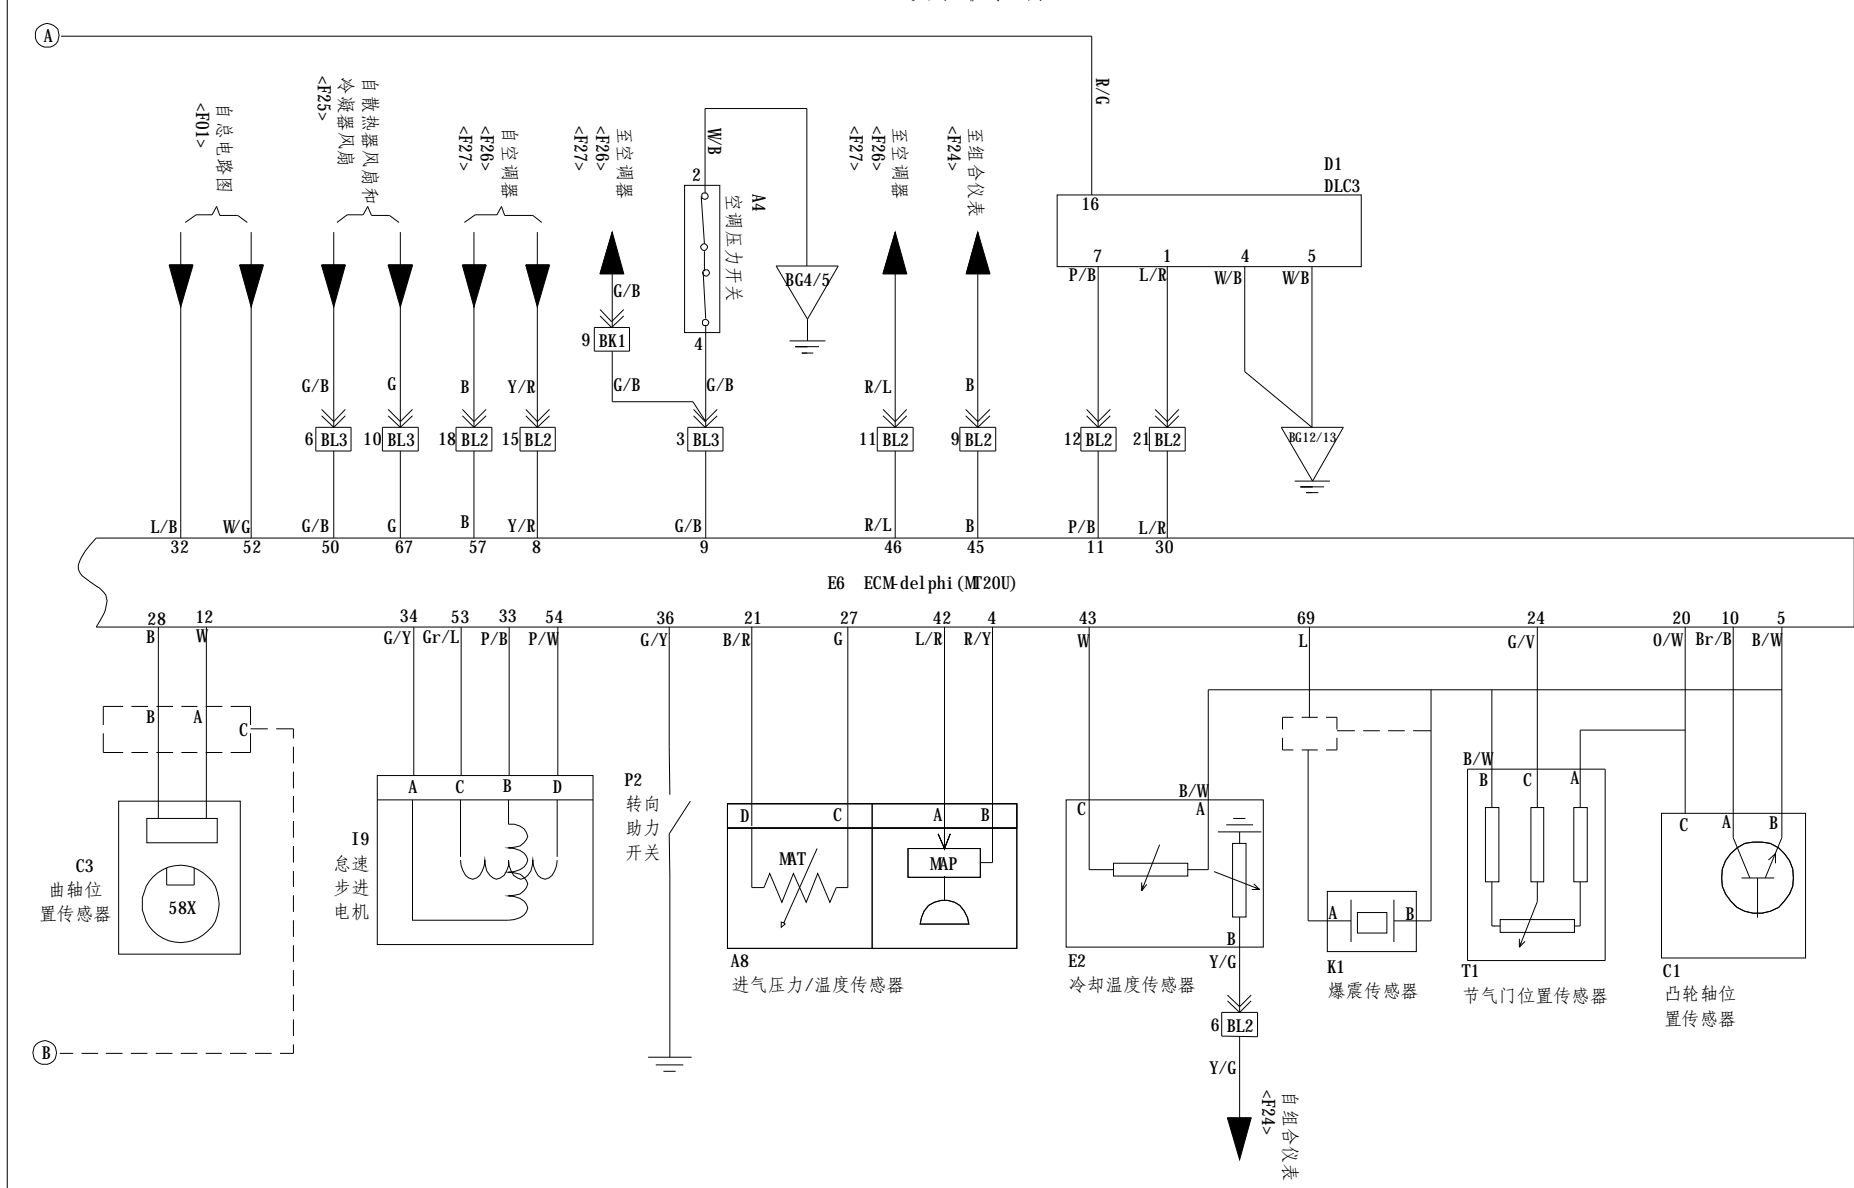 A
R/G
自总电路图
<F01>
自散热器风扇和
冷凝器风扇
<F25>
自空调器
<F26>
<F27>
至空调器
<F26>
<F27>
W/B
2
A4
空调压力开关
4
BG4/5
至空调器
<F26>
<F27>
至组合仪表
<F24>
D1
DLC3
16
7 1 4 5
P/B L/R W/B W/B
G/B
9 BK1
G/B G B Y/R G/B G/B R/L B
6 BL3 10 BL3 18 BL2 15 BL2 3 BL3 11 BL2 9 BL2 12 BL2 21 BL2 BG12/13
L/B W/G G/B G B Y/R G/B R/L B P/B L/R
32 52 50 67 57 8 9 46 45 11 30
E6 ECM-delphi(MT20U)
28 12 34 53 33 54 36 21 27 42 4 43 69 24 20 10 5
B W G/Y Gr/L P/B P/W G/Y B/R G L/R R/Y W L G/V O/W Br/B B/W
B A C
C3
曲轴位
置传感器
58X
A C B D
I9
怠速
步进
电机
P2
转向
助力
开关
D C A B
MAT MAP
A8
进气压力/温度传感器
B/W
C A
B
E2
冷却温度传感器
Y/G
6 BL2
Y/G
自组合仪表
<F24>
A B
K1
爆震传感器
B/W
B C A
T1
节气门位置传感器
C A B
C1
凸轮轴位
置传感器
B